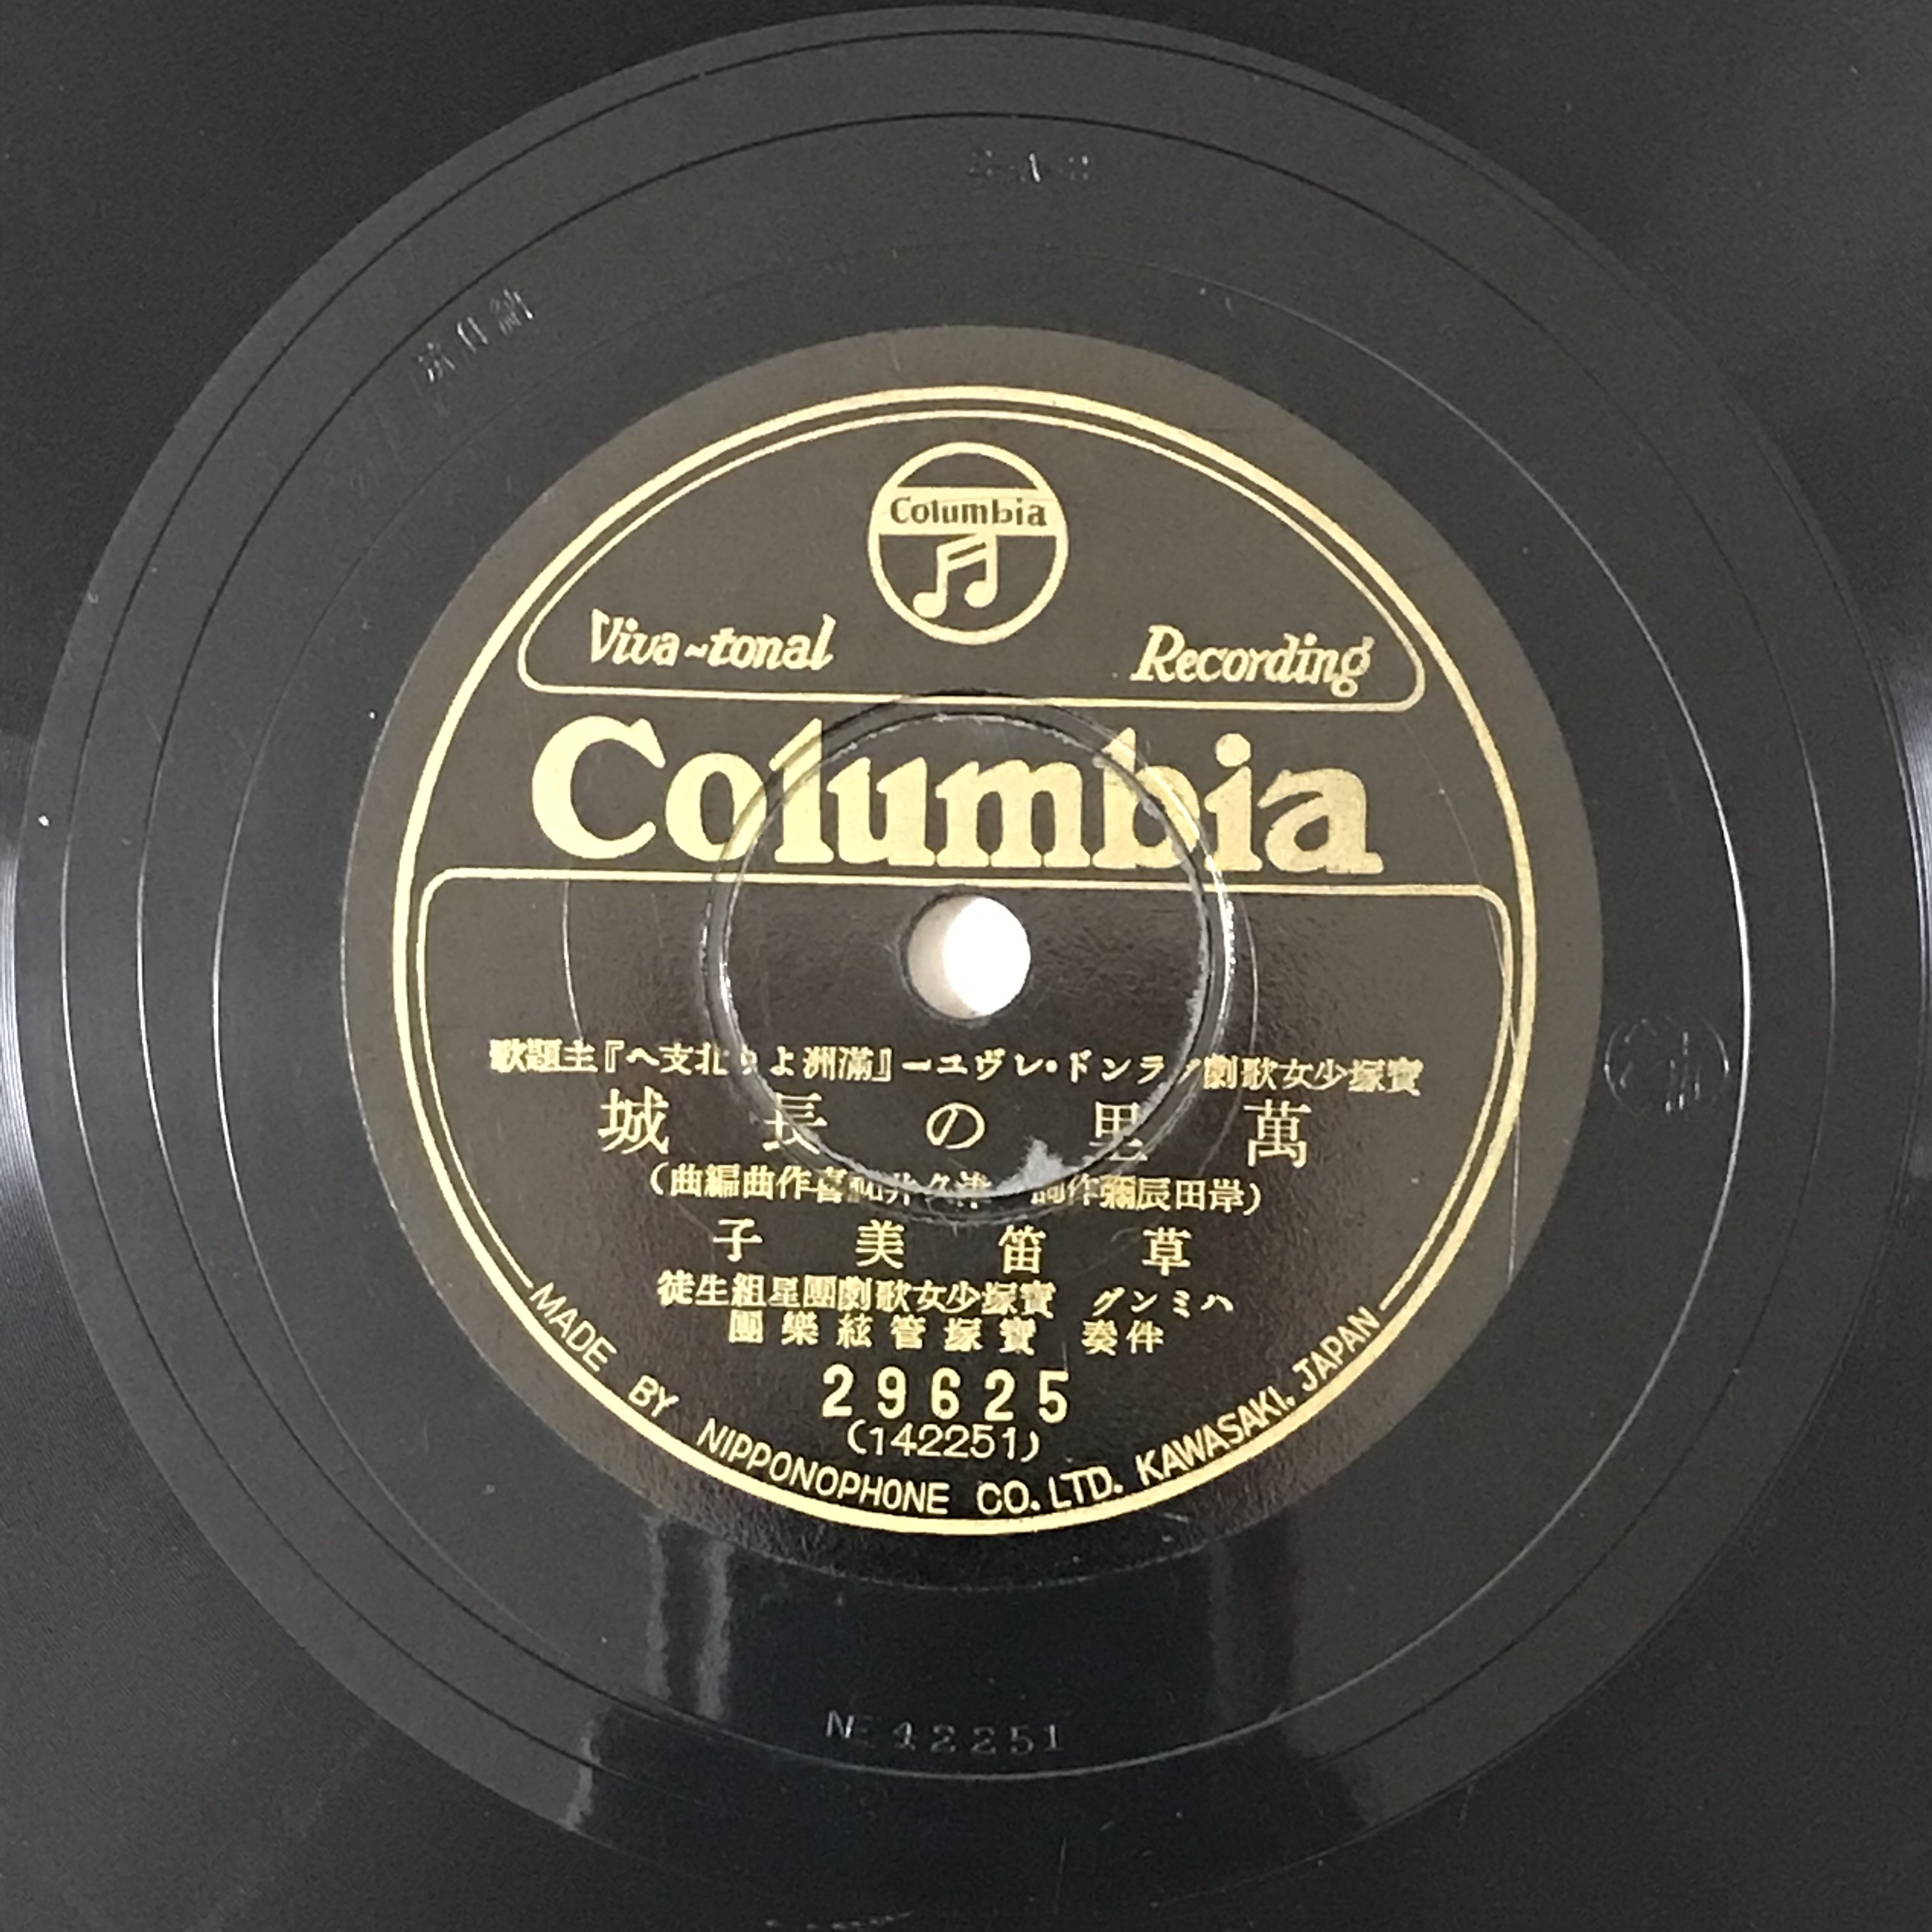 Columbia
Viva-tonal Recording
Columbia
寶塚少女歌劇グランド・レヴユー『滿洲より北支へ』主題歌
萬里の長城
(岸田辰彌作詞 津久井祐喜作曲編曲)
草笛美子
ハミング 寶塚少女歌劇團星組生徒
伴奏 寶塚管絃樂團
29625
(142251)
MADE BY NIPPONOPHONE CO. LTD. KAWASAKI, JAPAN
42251